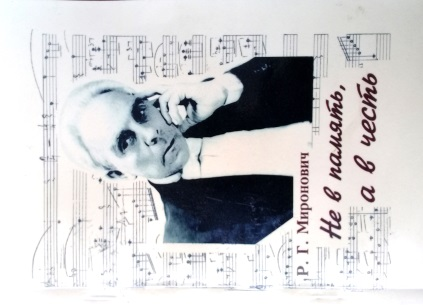 Р. Г. Миронович
Не в память,
а в честь